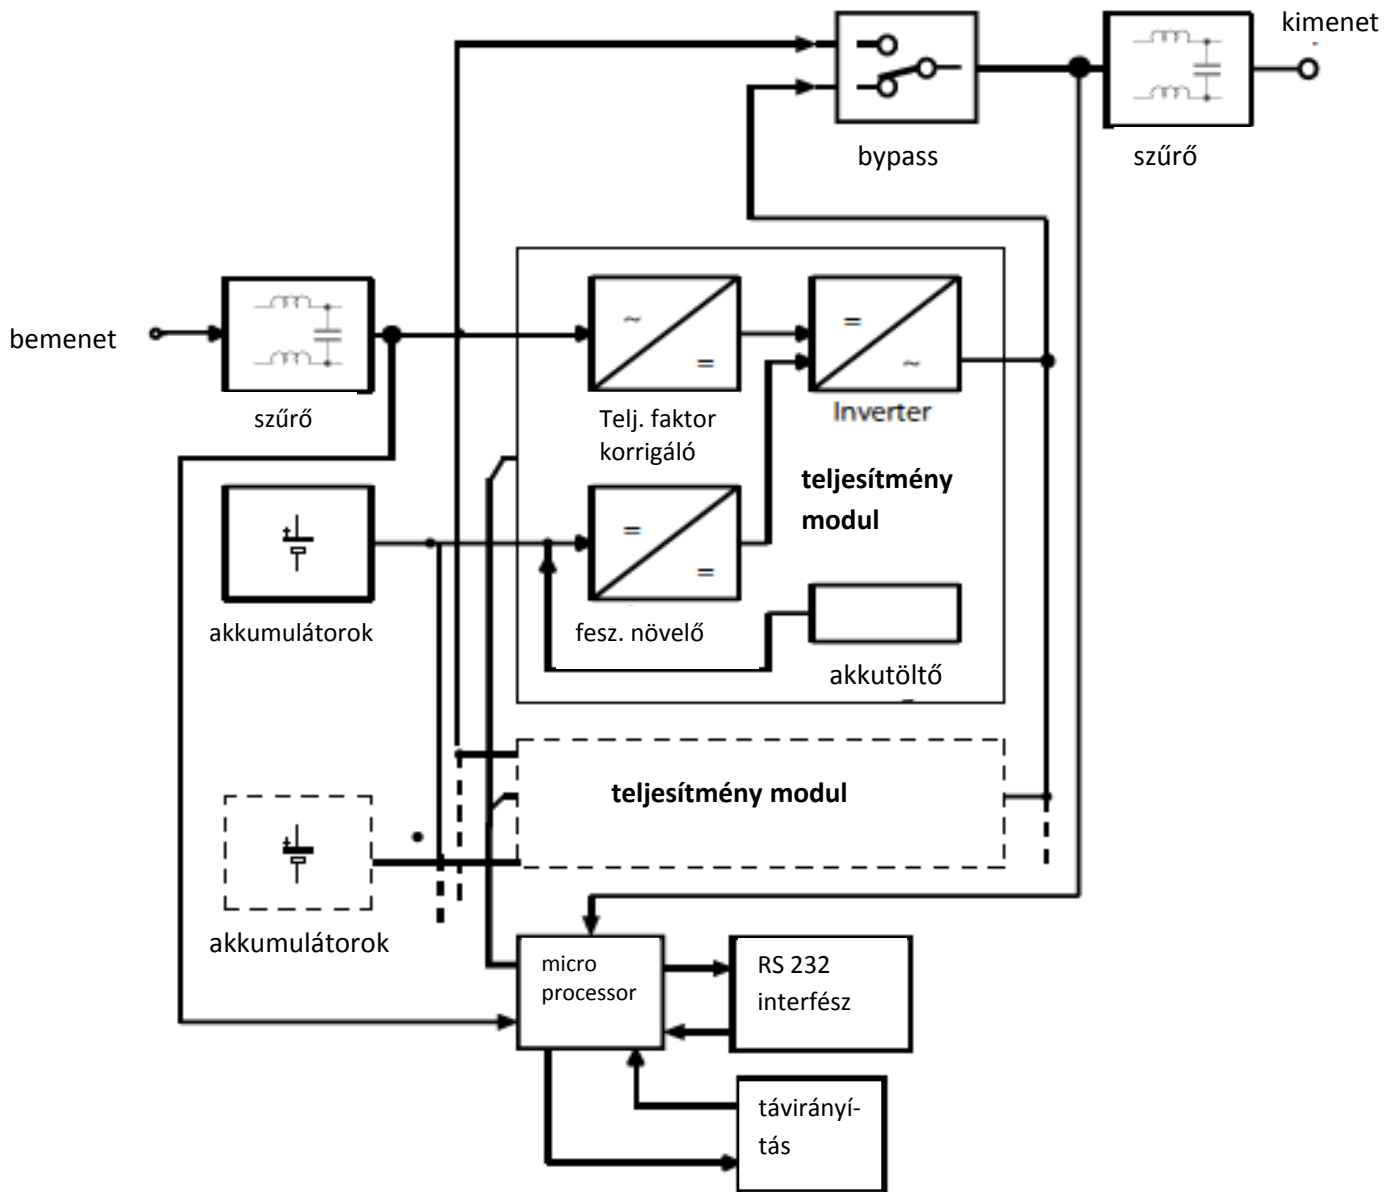 kimenet
bypass
szűrő
bemenet
~
=
=
~
szűrő
Telj. faktor
korrigáló
Inverter
teljesítmény
modul
=
=
akkumulátorok
fesz. növelő
akkutöltő
teljesítmény modul
akkumulátorok
micro
processor
RS 232
interfész
távirányí-
tás